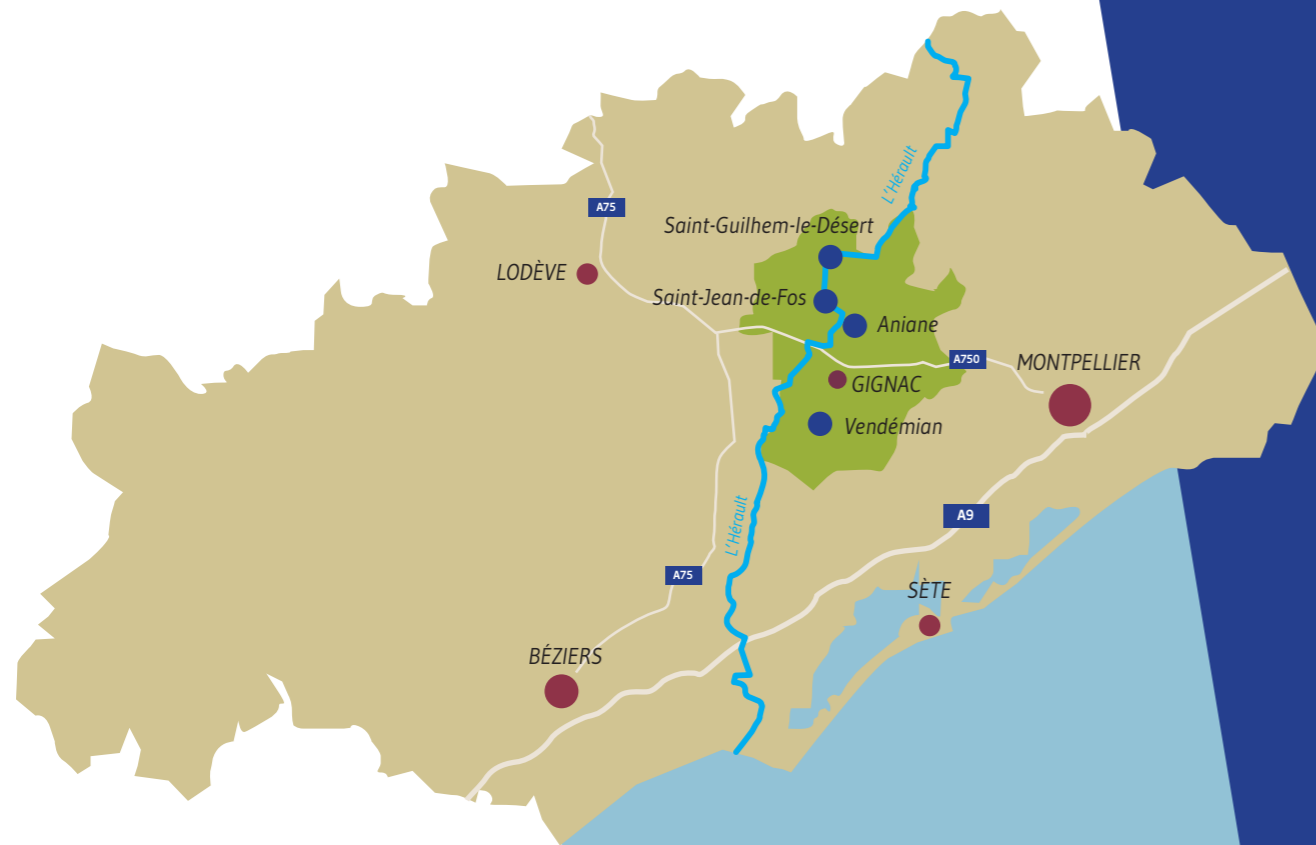 L'Hérault
A75
Saint-Guilhem-le-Désert
LODÈVE
Saint-Jean-de-Fos
Aniane
A750
MONTPELLIER
GIGNAC
Vendémian
L'Hérault
A9
A75
SÈTE
BÉZIERS